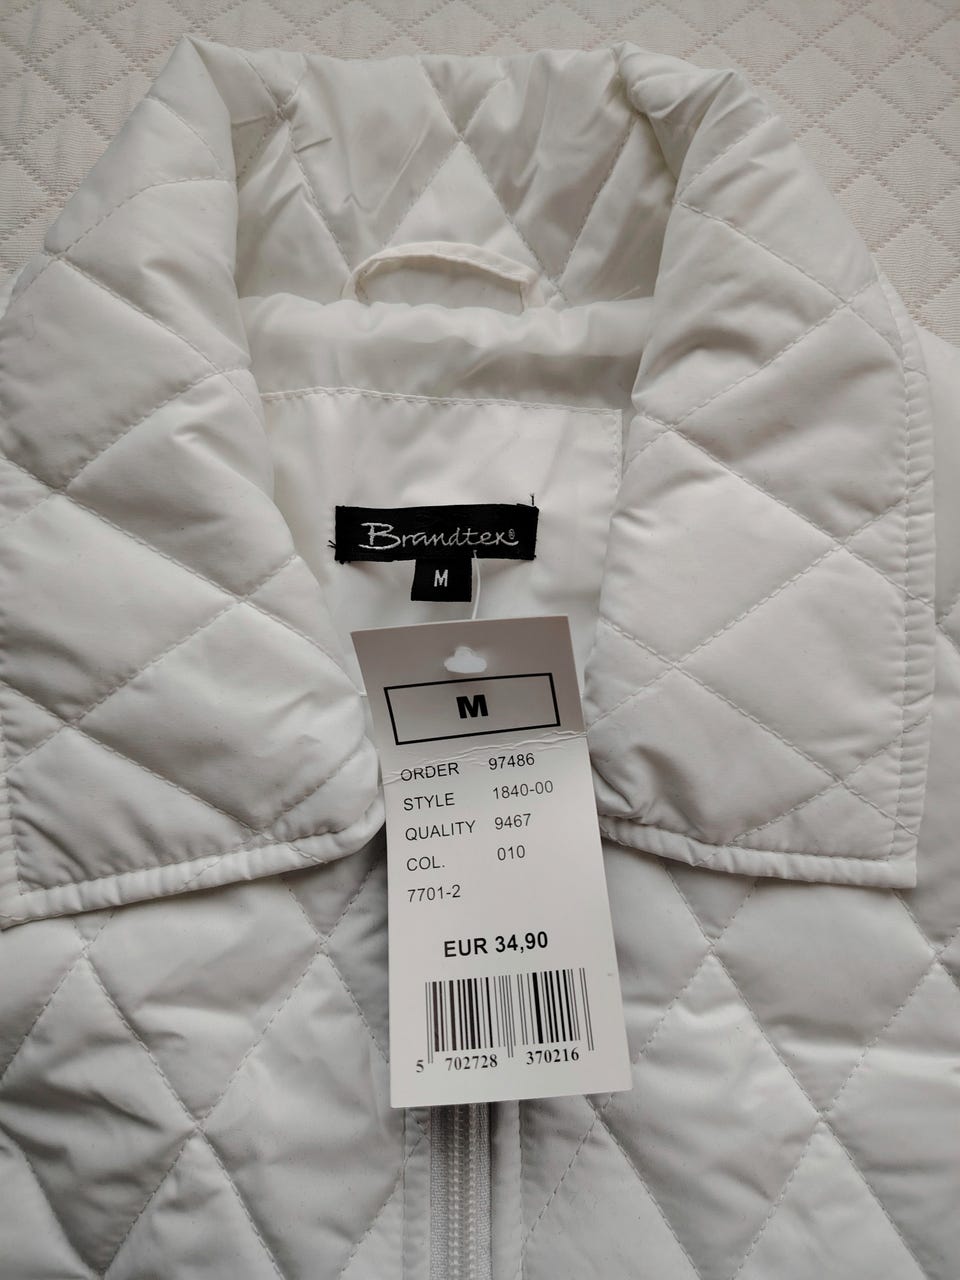 Brandtex®
M
M
ORDER 97486
STYLE 1840-00
QUALITY 9467
COL. 010
7701-2
EUR 34,90
5 702728 370216